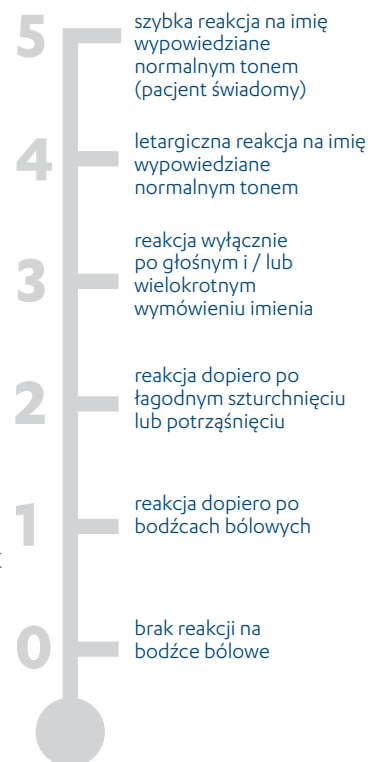 5
szybka reakcja na imię
wypowiedziane
normalnym tonem
(pacjent świadomy)
4
letargiczna reakcja na imię
wypowiedziane
normalnym tonem
3
reakcja wyłącznie
po głośnym i / lub
wielokrotnym
wymówieniu imienia
2
reakcja dopiero po
łagodnym szturchnięciu
lub potrząśnięciu
1
reakcja dopiero po
bodźcach bólowych
0
brak reakcji na
bodźce bólowe